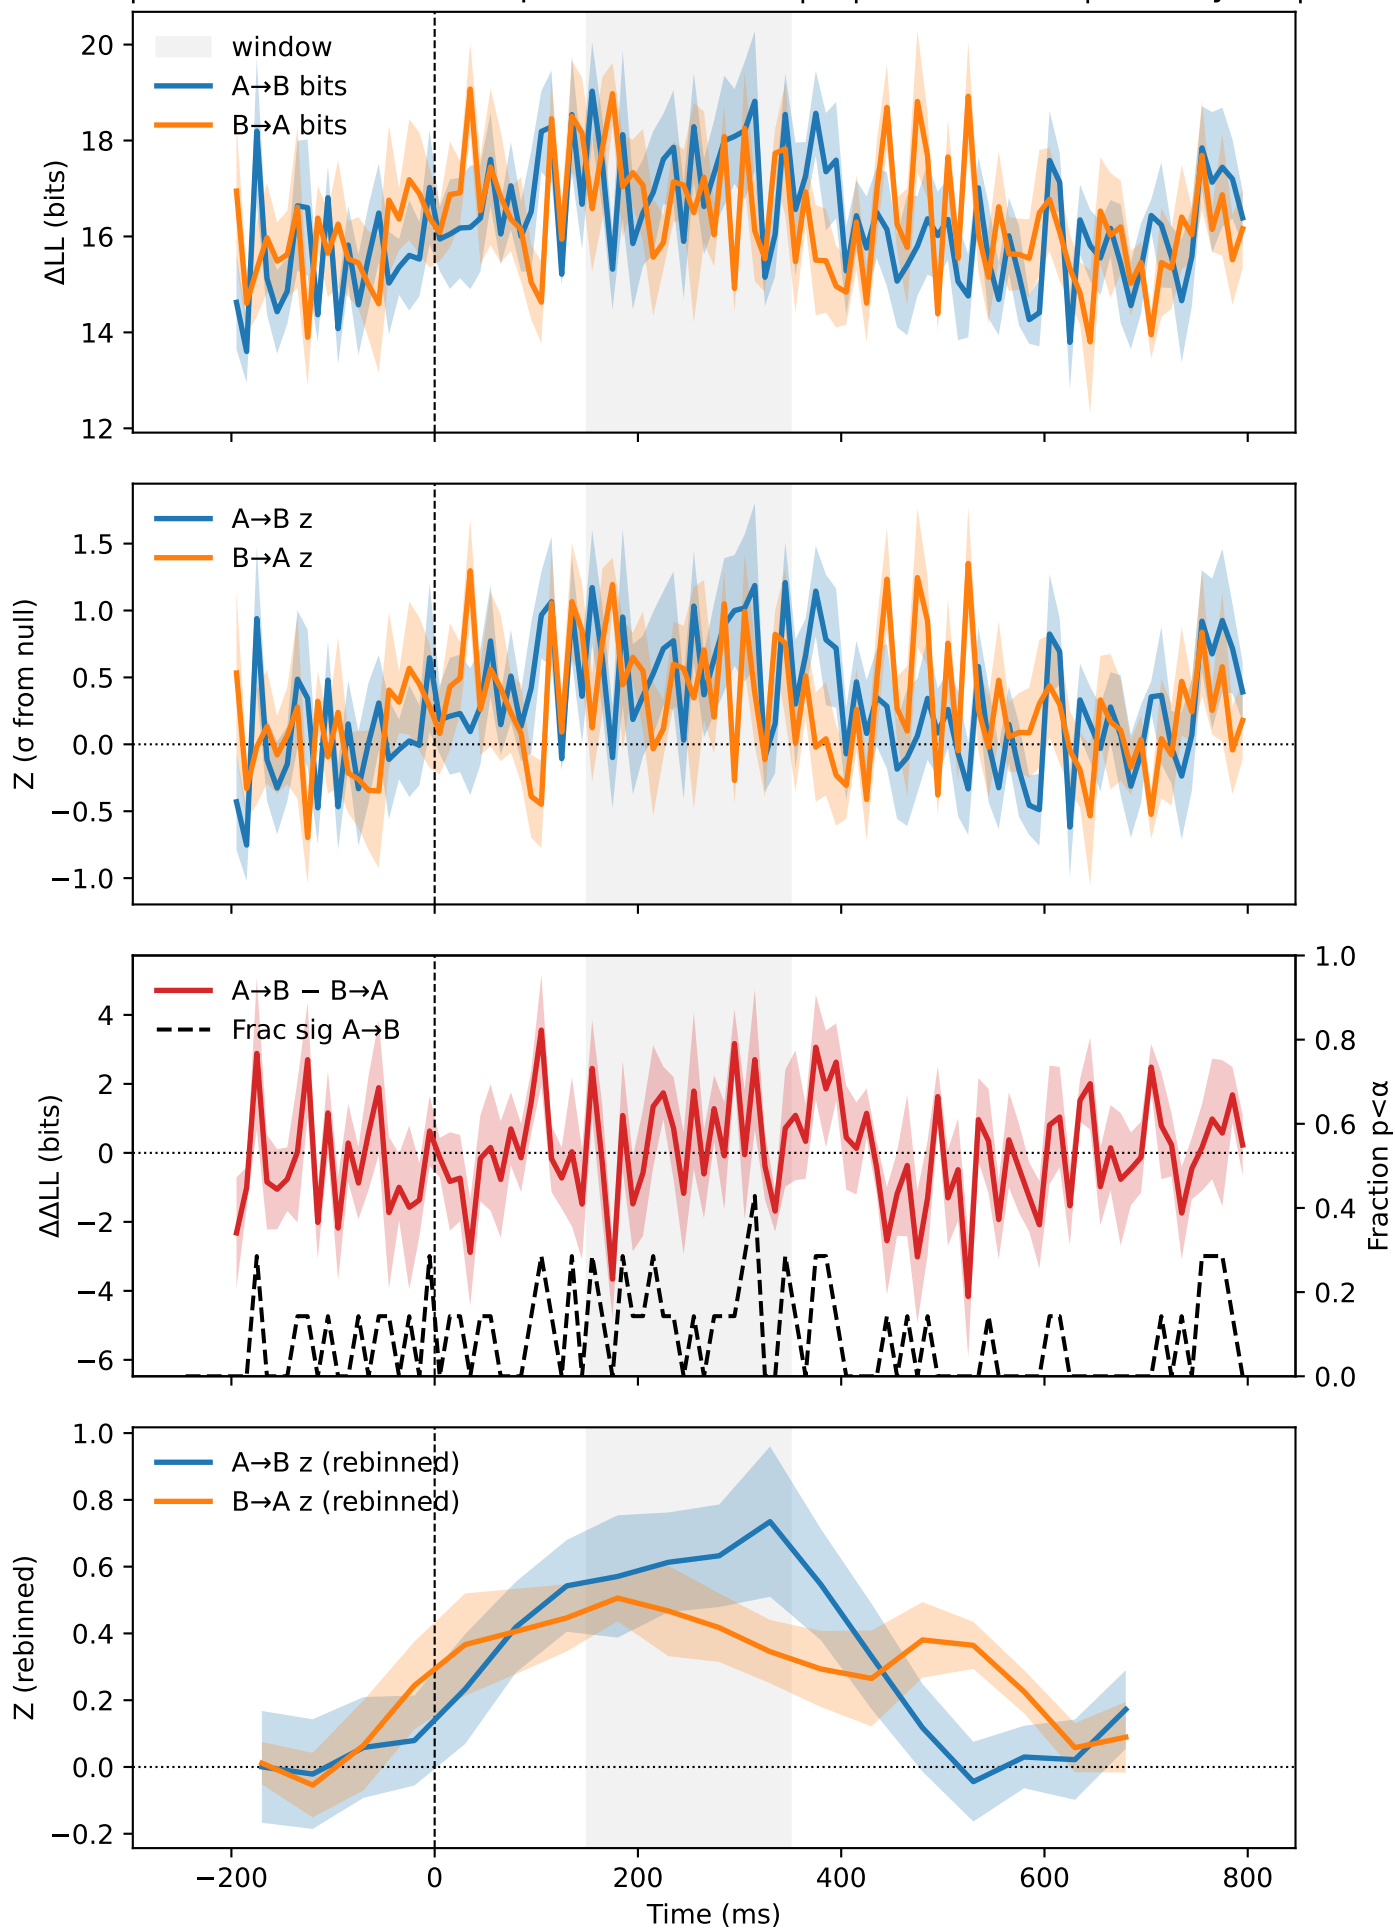 20
18
16
14
12
ΔLL (bits)
window
A→B bits
B→A bits
1.5
1.0
0.5
0.0
−0.5
−1.0
Z (σ from null)
A→B z
B→A z
4
2
0
−2
−4
−6
ΔΔLL (bits)
A→B − B→A
Frac sig A→B
1.0
0.8
0.6
0.4
0.2
0.0
Fraction p<α
1.0
0.8
0.6
0.4
0.2
0.0
−0.2
Z (rebinned)
A→B z (rebinned)
B→A z (rebinned)
−200 0 200 400 600 800
Time (ms)